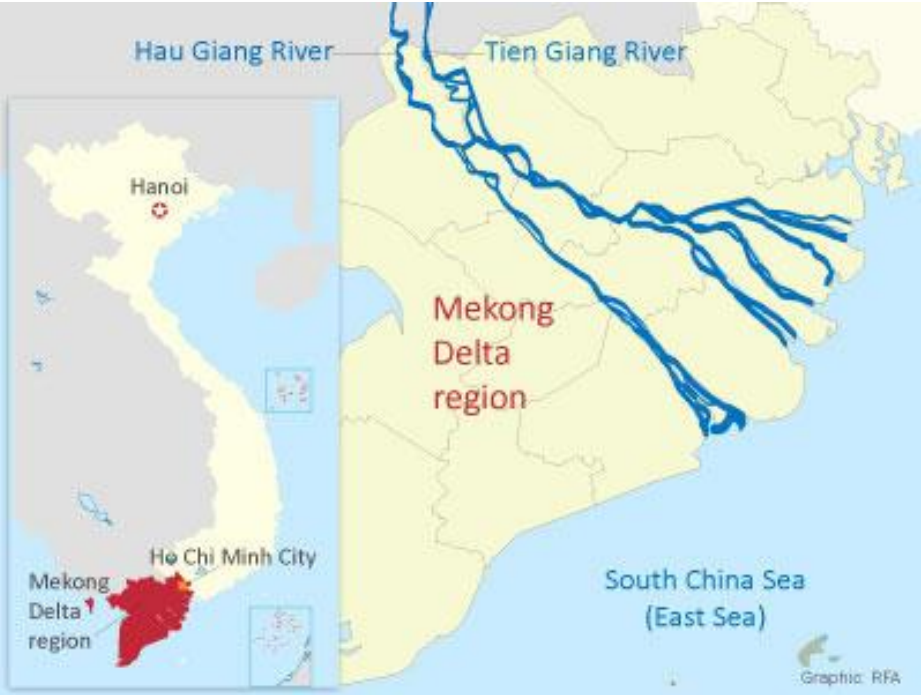 Hau Giang River
Tien Giang River
Hanoi
Mekong
Delta
region
Ho Chi Minh City
Mekong
Delta
region
South China Sea
(East Sea)
Graphic: RFA